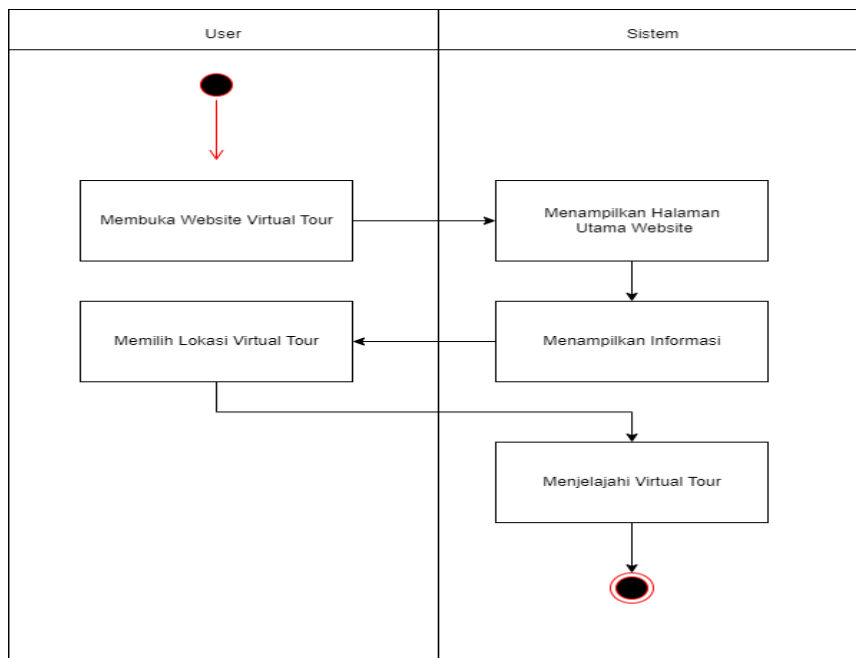 User
Sistem
Membuka Website Virtual Tour
Menampilkan Halaman
Utama Website
Memilih Lokasi Virtual Tour
Menampilkan Informasi
Menjelajahi Virtual Tour